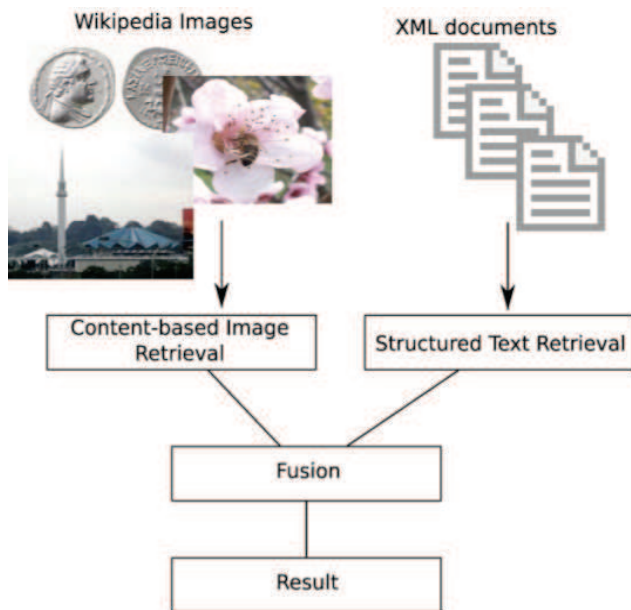 Wikipedia Images
XML documents
Content-based Image
Retrieval
Structured Text Retrieval
Fusion
Result